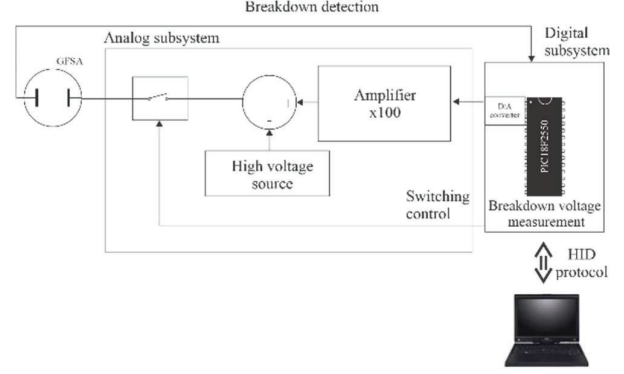 Breakdown detection
Analog subsystem
Digital
subsystem
GFSA
Amplifier
x100
D/A
converter
PIC18F2550
High voltage
source
Switching
control
Breakdown voltage
measurement
HID
protocol